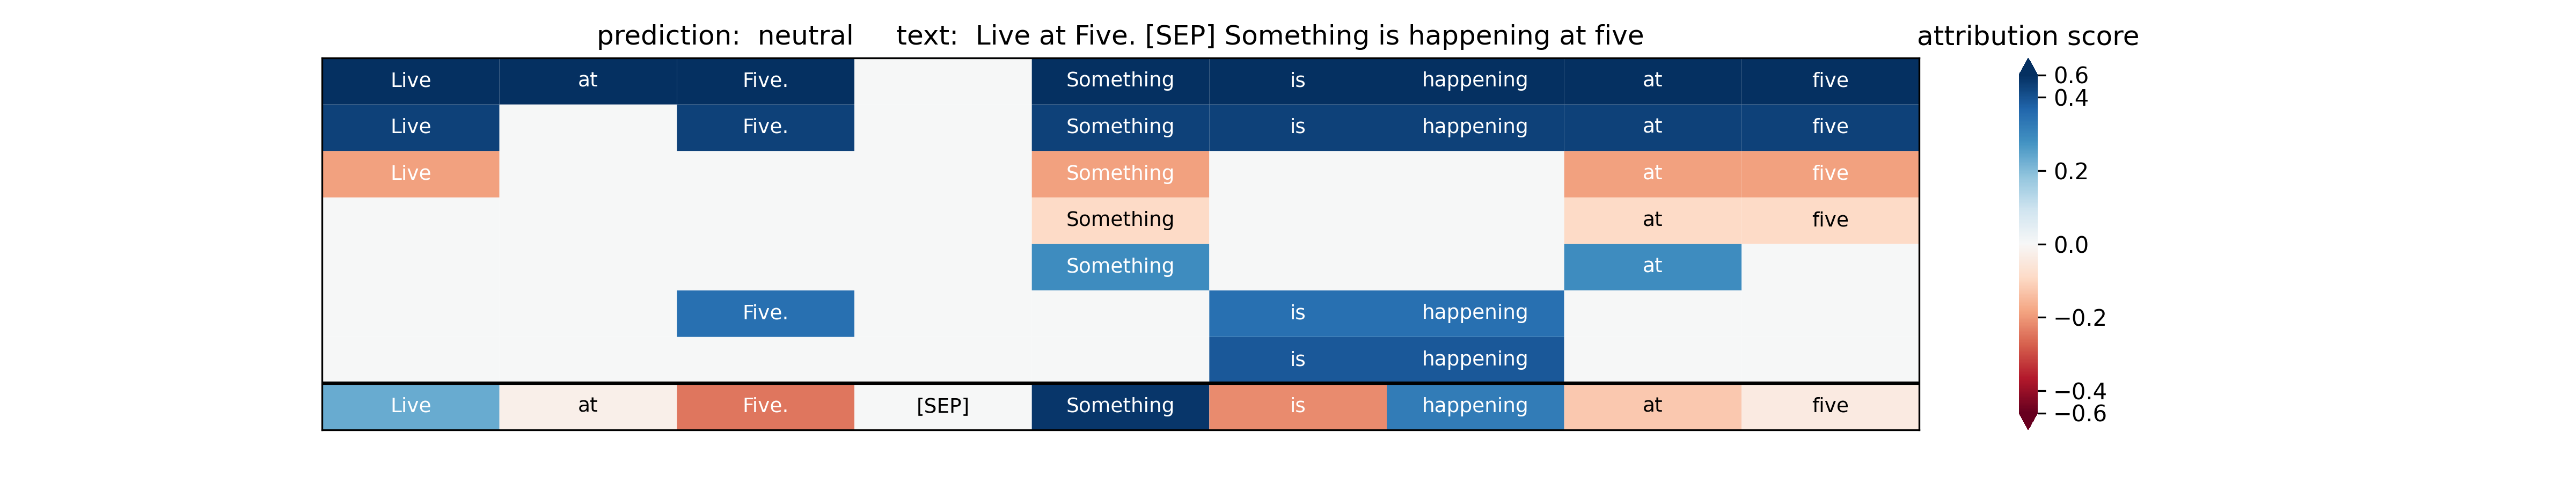 prediction: neutral text: Live at Five. [SEP] Something is happening at five
attribution score
Live at Five. Something is happening at five
Live Five. Something is happening at five
Live Something at five
Something at five
Something at
Five. is happening
is happening
Live at Five. [SEP] Something is happening at five
0.6
0.4
0.2
0.0
−0.2
−0.4
−0.6